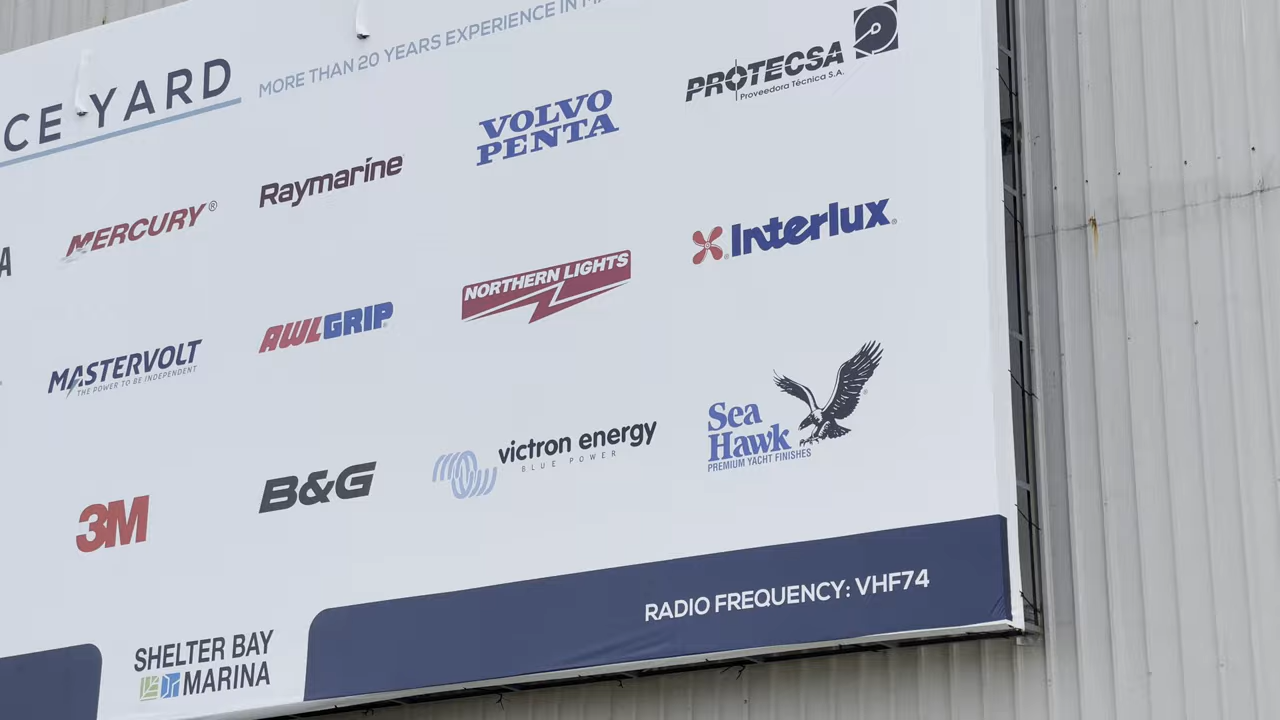 CE YARD
MORE THAN 20 YEARS EXPERIENCE IN
PROTECSA
Proveedora Técnica S.A.
VOLVO
PENTA
Raymarine
MERCURY®
Interlux®
NORTHERN LIGHTS
AWLGRIP
MASTERVOLT
THE POWER TO BE INDEPENDENT
Sea
Hawk
PREMIUM YACHT FINISHES
victron energy
BLUE POWER
B&G
3M
RADIO FREQUENCY: VHF74
SHELTER BAY
MARINA